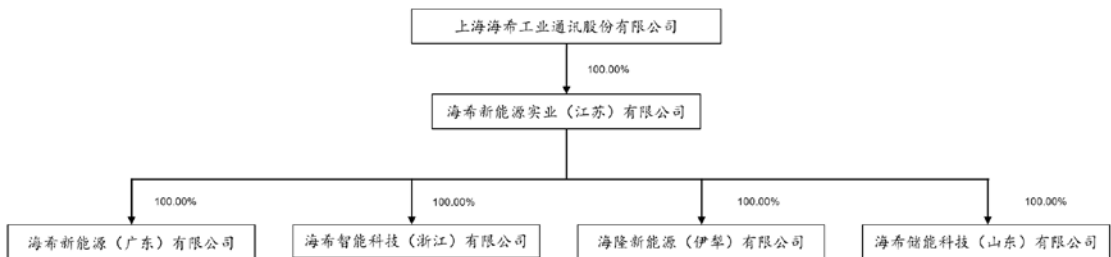 上海海希工业通讯股份有限公司
100.00%
海希新能源实业（江苏）有限公司
100.00%
100.00%
100.00%
100.00%
海希新能源（广东）有限公司
海希智能科技（浙江）有限公司
海隆新能源（伊犁）有限公司
海希储能科技（山东）有限公司